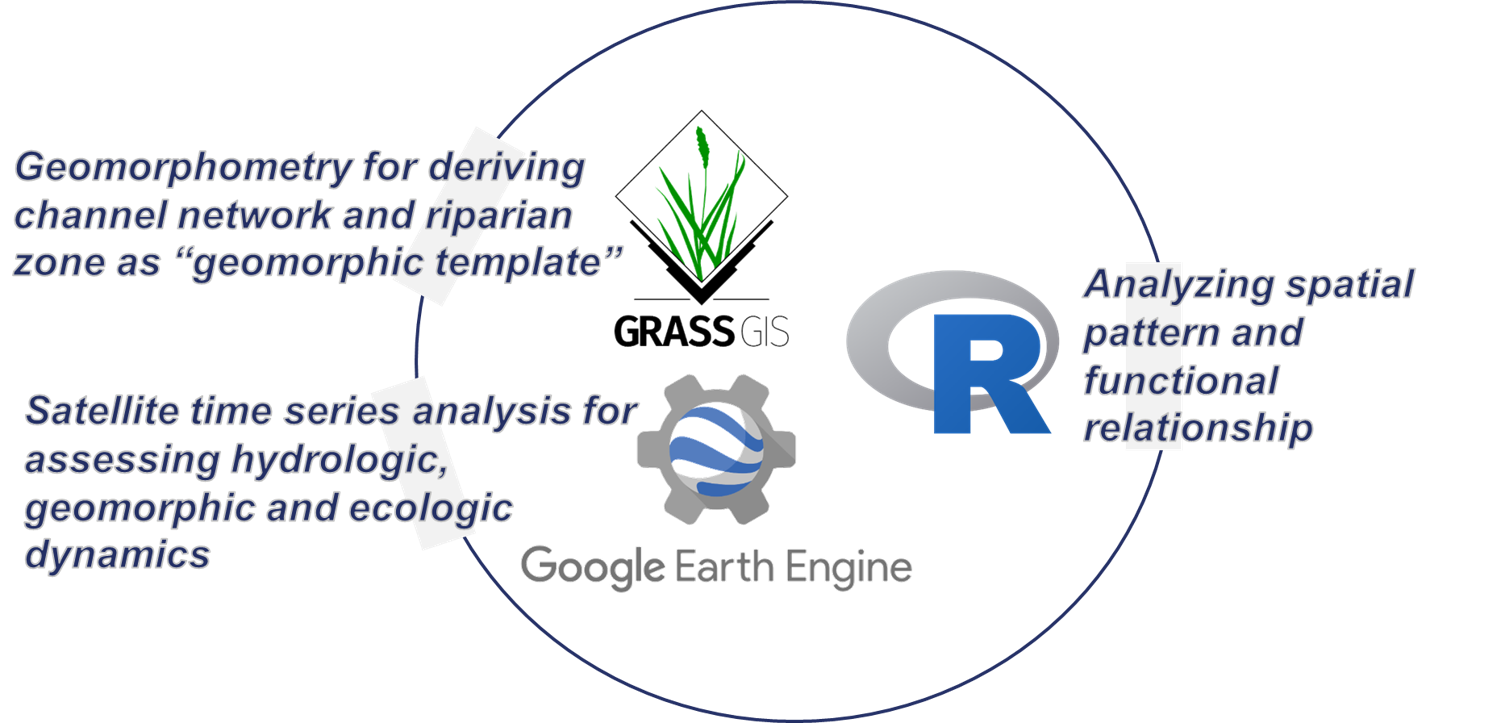 Geomorphometry for deriving
channel network and riparian
zone as “geomorphic template”
GRASS GIS
Analyzing spatial
pattern and
functional
relationship
R
Satellite time series analysis for
assessing hydrologic,
geomorphic and ecologic
dynamics
Google Earth Engine